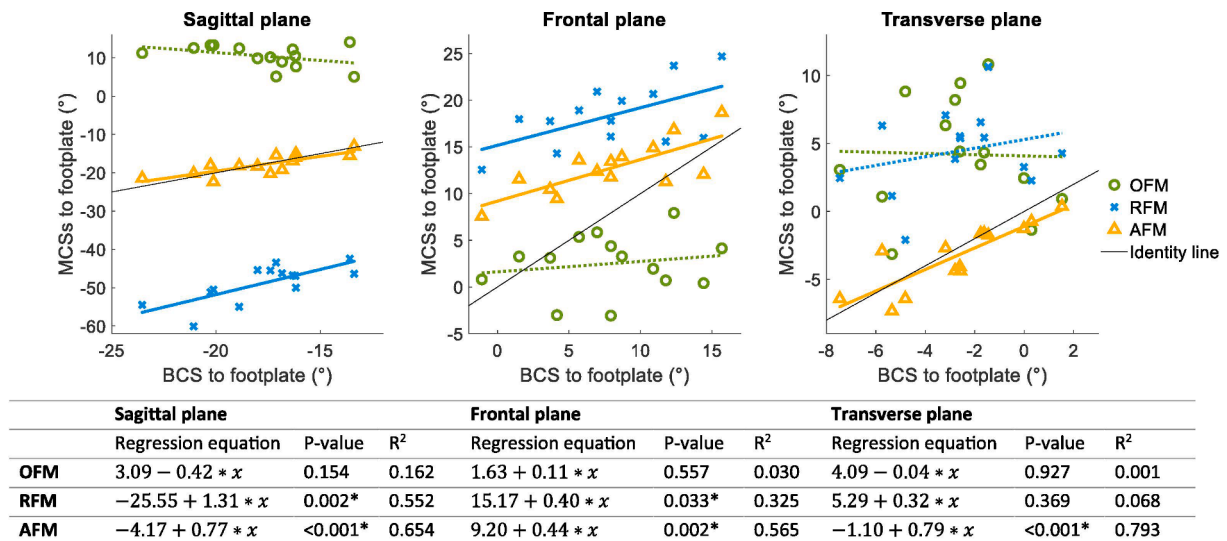 Sagittal plane
Frontal plane
Transverse plane
MCSs to footplate (°)
10
0
-10
-20
-30
-40
-50
-60
-25
-20
-15
BCS to footplate (°)
MCSs to footplate (°)
25
20
15
10
5
0
-5
0
5
10
15
BCS to footplate (°)
MCSs to footplate (°)
10
5
0
-5
-8
-6
-4
-2
0
2
BCS to footplate (°)
OFM
RFM
AFM
Identity line
Sagittal plane Frontal plane Transverse plane
Regression equation P-value R² Regression equation P-value R² Regression equation P-value R²
OFM 3.09 − 0.42 * x 0.154 0.162 1.63 + 0.11 * x 0.557 0.030 4.09 − 0.04 * x 0.927 0.001
RFM −25.55 + 1.31 * x 0.002* 0.552 15.17 + 0.40 * x 0.033* 0.325 5.29 + 0.32 * x 0.369 0.068
AFM −4.17 + 0.77 * x <0.001* 0.654 9.20 + 0.44 * x 0.002* 0.565 −1.10 + 0.79 * x <0.001* 0.793